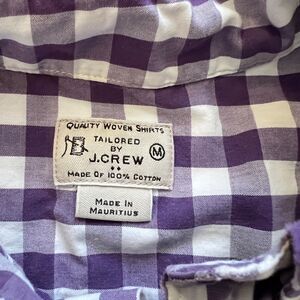 QUALITY WOVEN SHIRTS
TAILORED
BY
J.CREW
M
MADE OF 100% COTTON
MADE IN
MAURITIUS